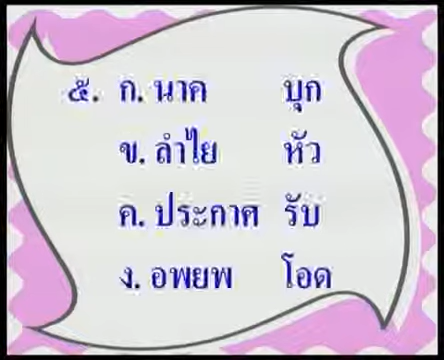 ๕. ก. นาค บุก
ข. ลำไย หัว
ค. ประกาศ รับ
ง. อพยพ โอด